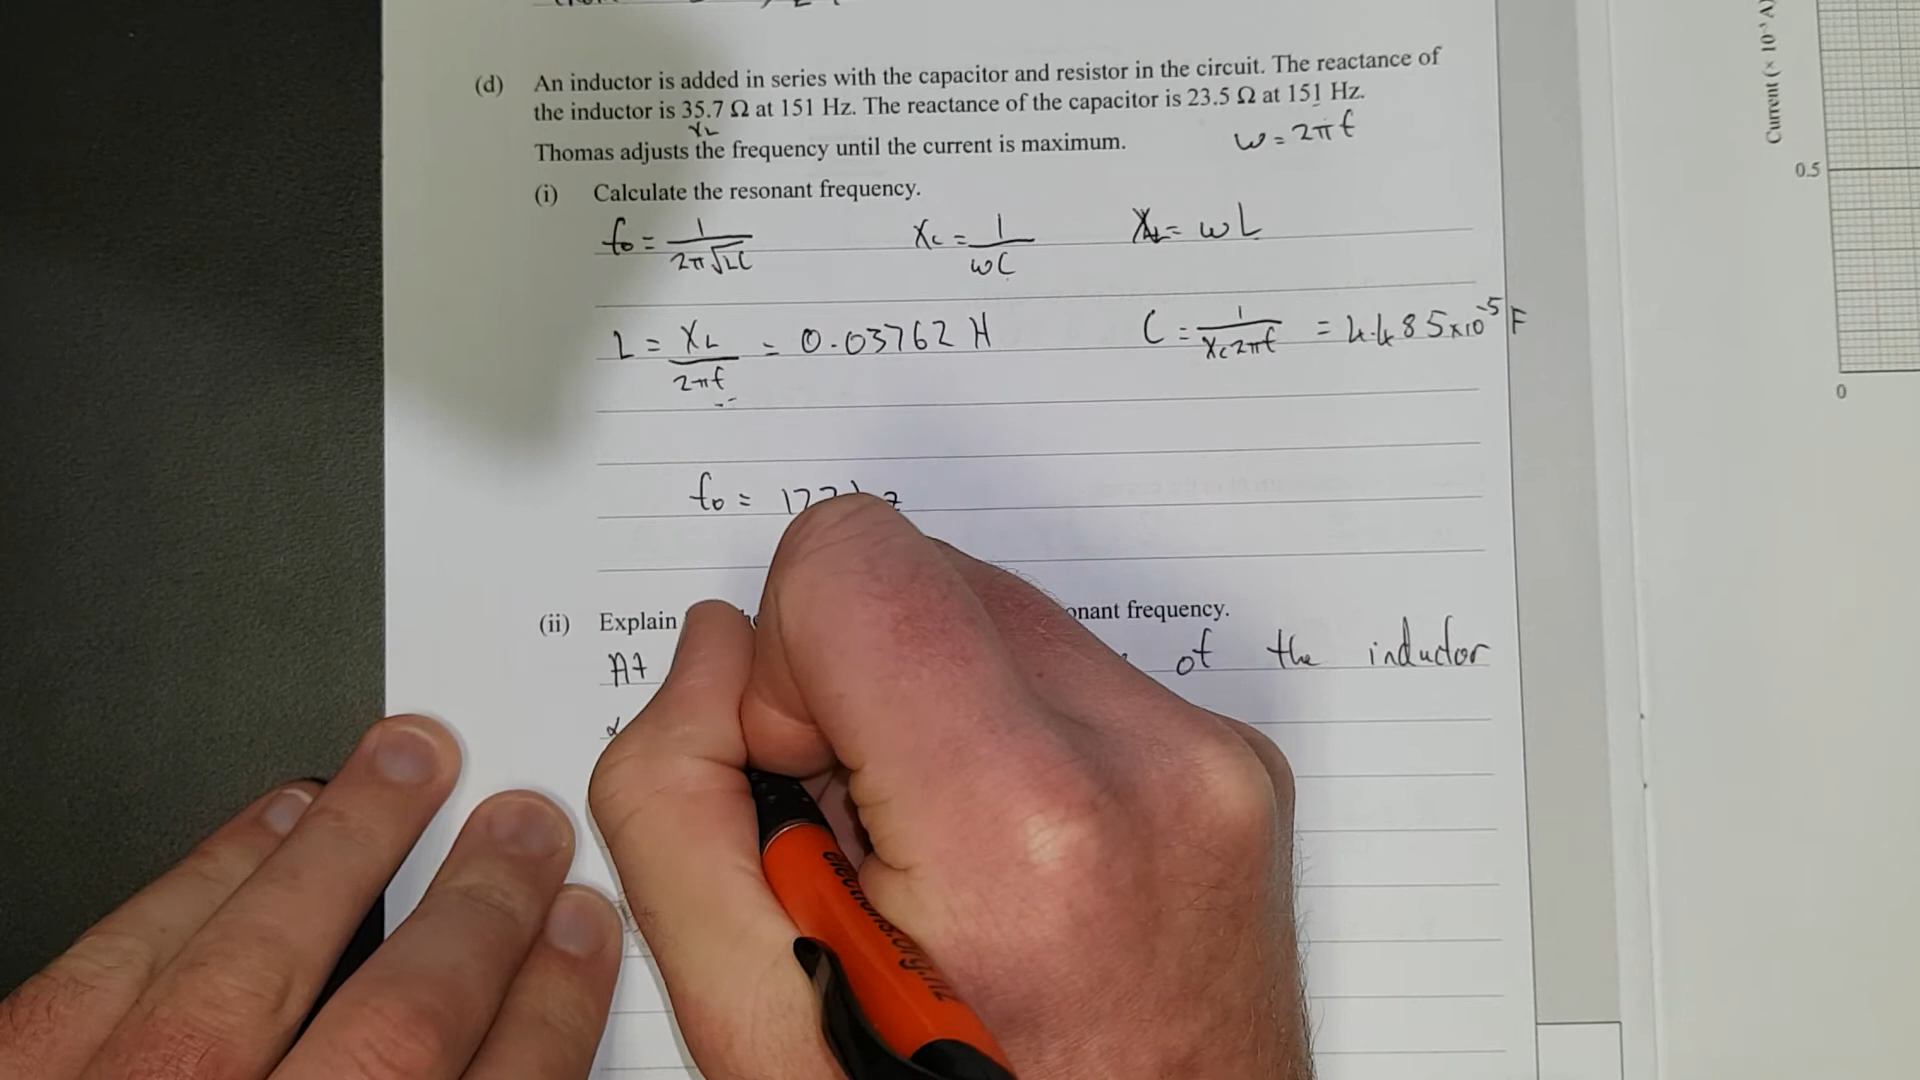 (d) An inductor is added in series with the capacitor and resistor in the circuit. The reactance of
the inductor is 35.7 Ω at 151 Hz. The reactance of the capacitor is 23.5 Ω at 151 Hz.
XL
ω = 2πf
Thomas adjusts the frequency until the current is maximum.
(i) Calculate the resonant frequency.
f₀ = 1/(2π√LC) Xc = 1/(ωC) XL = ωL
L = XL/(2πf) = 0.03762 H C = 1/(Xc2πf) = 4.485x10⁻⁵ F
f₀ =
(ii) Explain onant frequency.
At of the inductor
Current (× 10⁻³ A)
0.5
0
elections.org.nz